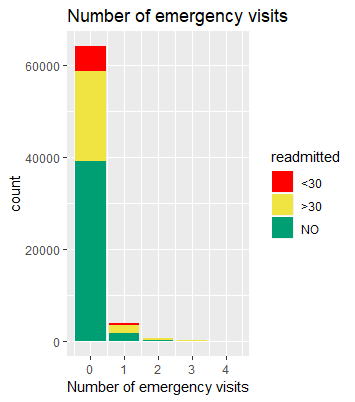 Number of emergency visits
60000
40000
20000
0
count
0 1 2 3 4
Number of emergency visits
readmitted
<30
>30
NO